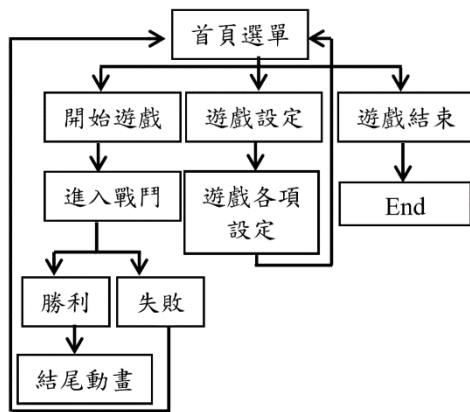 首頁選單
開始遊戲
遊戲設定
遊戲結束
進入戰鬥
遊戲各項
設定
End
勝利
失敗
結尾動畫